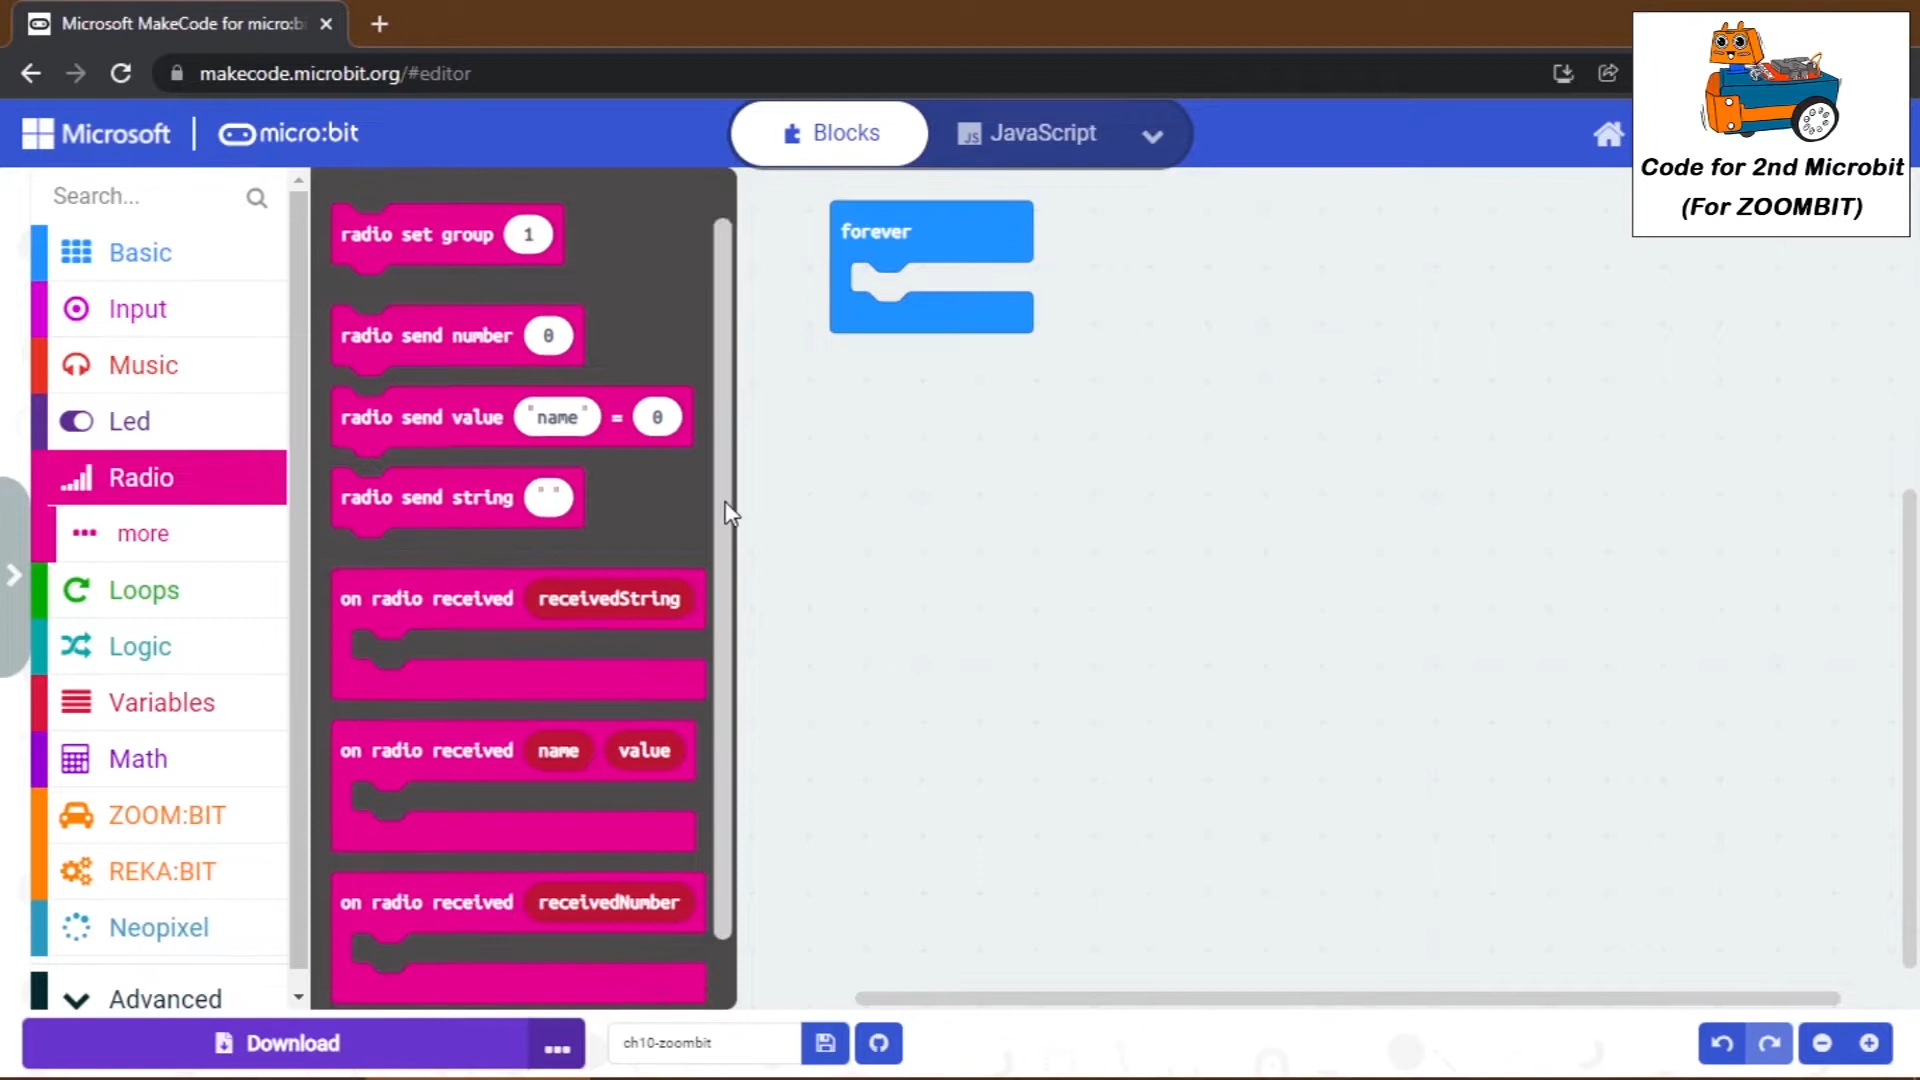 Microsoft MakeCode for micro:b
makecode.microbit.org/#editor
Microsoft
micro:bit
Blocks
JS JavaScript
Code for 2nd Microbit
(For ZOOMBIT)
Search...
Basic
Input
Music
Led
Radio
more
Loops
Logic
Variables
Math
ZOOM:BIT
REKA:BIT
Neopixel
Advanced
radio set group 1
radio send number 0
radio send value "name" = 0
radio send string " "
on radio received receivedString
on radio received name value
on radio received receivedNumber
forever
Download
ch10-zoombit